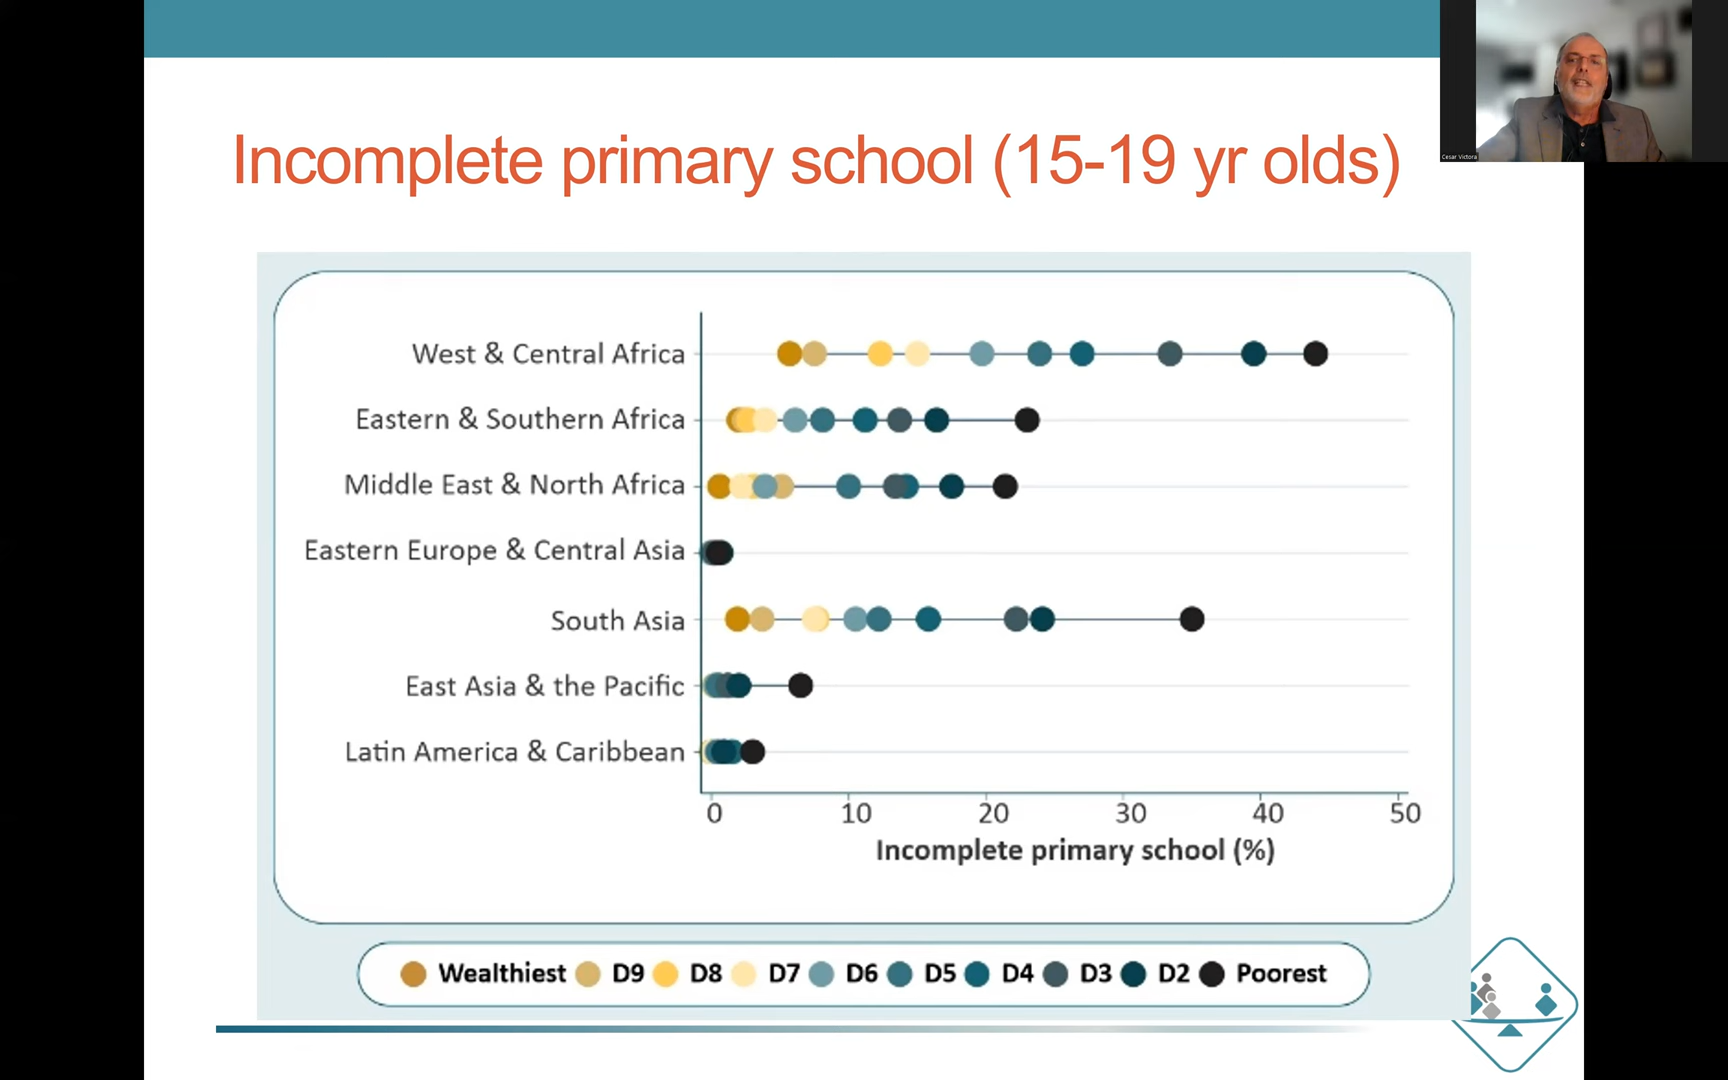 Incomplete primary school (15-19 yr olds)
Cesar Victora
West & Central Africa
Eastern & Southern Africa
Middle East & North Africa
Eastern Europe & Central Asia
South Asia
East Asia & the Pacific
Latin America & Caribbean
0 10 20 30 40 50
Incomplete primary school (%)
Wealthiest D9 D8 D7 D6 D5 D4 D3 D2 Poorest